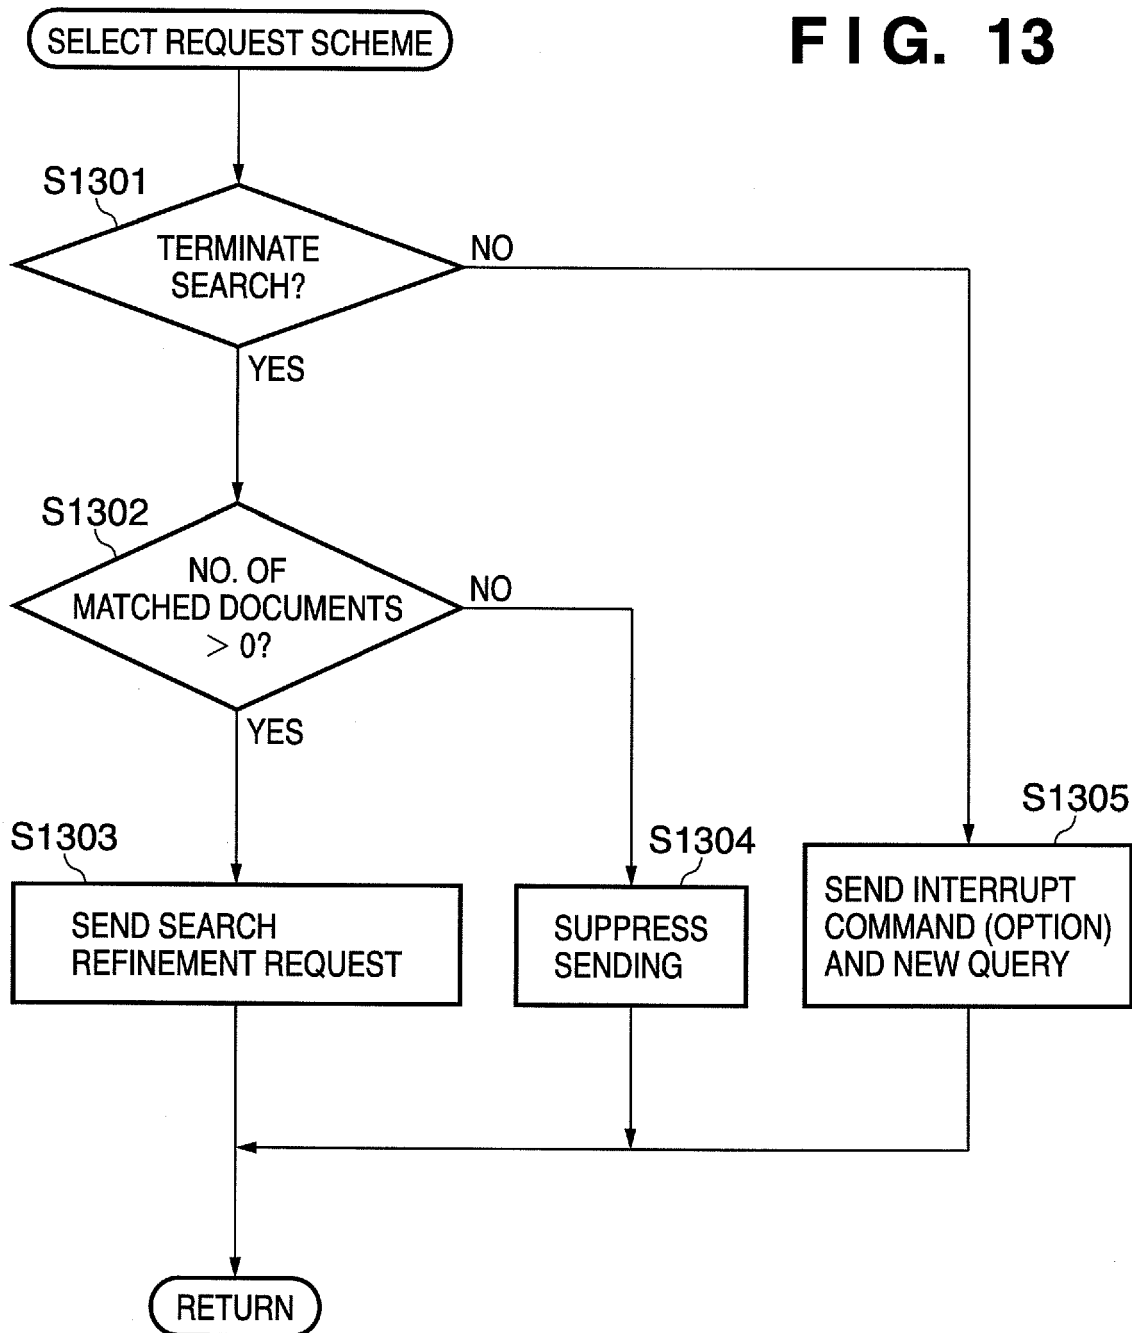 SELECT REQUEST SCHEME
FIG. 13
S1301
TERMINATE
SEARCH?
NO
YES
S1302
NO. OF
MATCHED DOCUMENTS
> 0?
NO
YES
S1303
SEND SEARCH
REFINEMENT REQUEST
S1304
SUPPRESS
SENDING
S1305
SEND INTERRUPT
COMMAND (OPTION)
AND NEW QUERY
RETURN